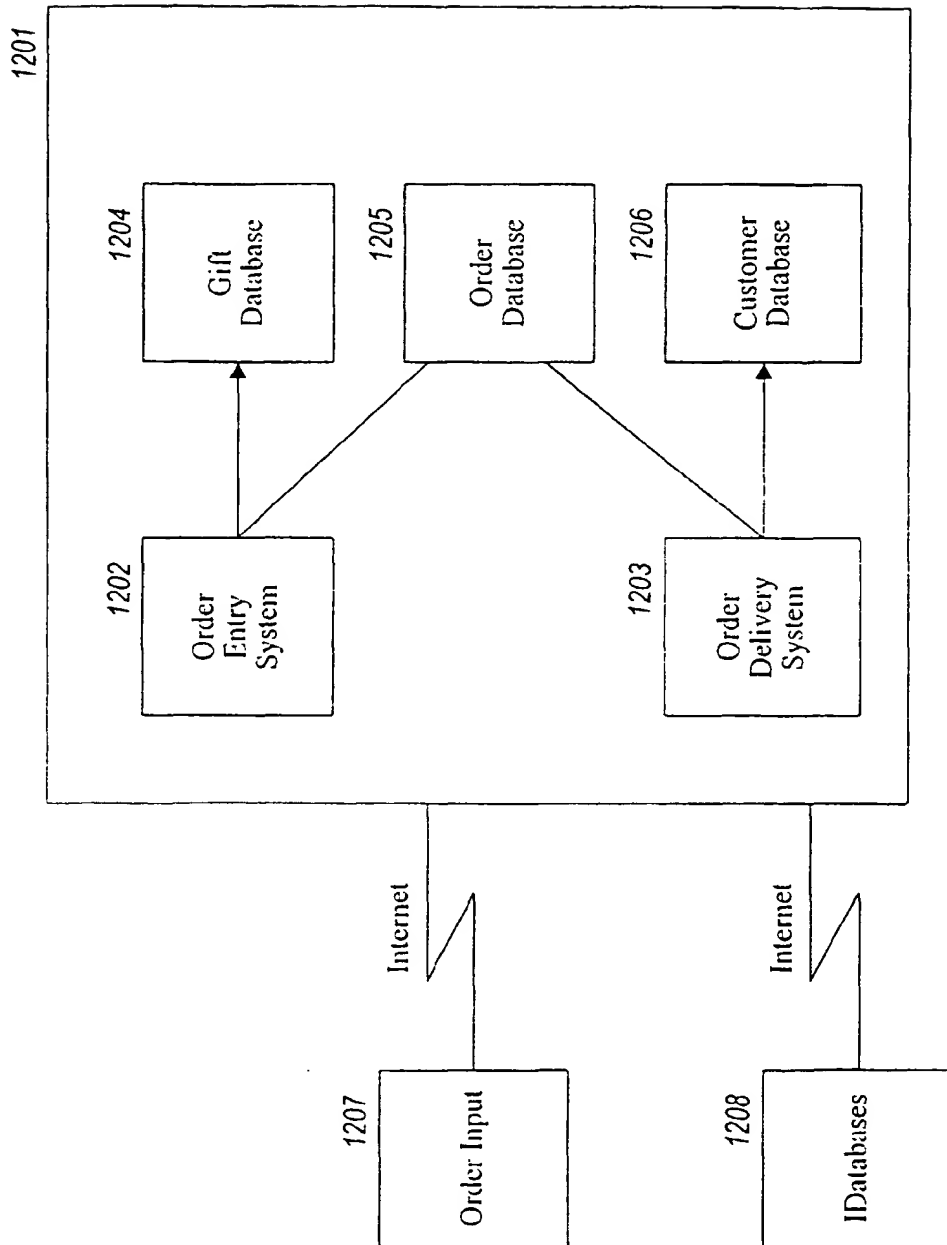 IDatabases
1208
Order Input
1207
Internet
Internet
Order
Delivery
System
1203
Order
Entry
System
1202
Customer
Database
1206
Order
Database
1205
Gift
Database
1204
1201